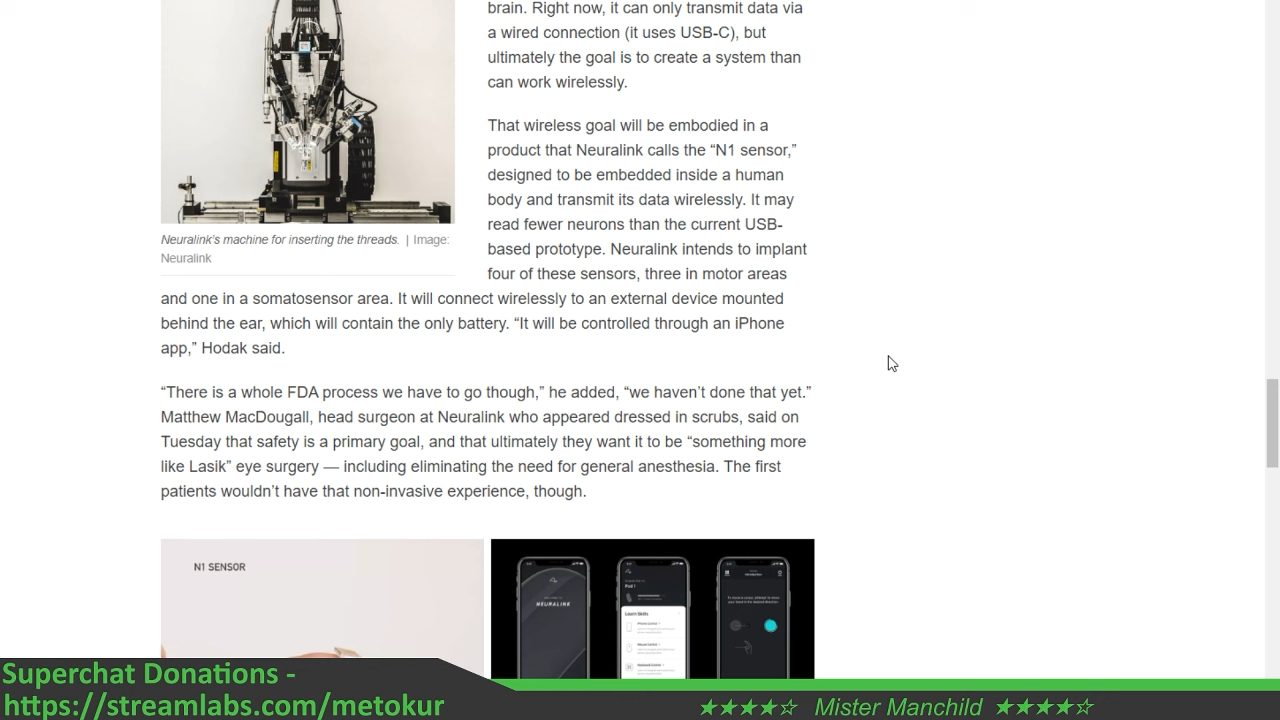 brain. Right now, it can only transmit data via
a wired connection (it uses USB-C), but
ultimately the goal is to create a system than
can work wirelessly.
That wireless goal will be embodied in a
product that Neuralink calls the “N1 sensor,”
designed to be embedded inside a human
body and transmit its data wirelessly. It may
read fewer neurons than the current USB-
based prototype. Neuralink intends to implant
four of these sensors, three in motor areas
Neuralink's machine for inserting the threads. | Image:
Neuralink
and one in a somatosensor area. It will connect wirelessly to an external device mounted
behind the ear, which will contain the only battery. “It will be controlled through an iPhone
app,” Hodak said.
“There is a whole FDA process we have to go though,” he added, “we haven’t done that yet.”
Matthew MacDougall, head surgeon at Neuralink who appeared dressed in scrubs, said on
Tuesday that safety is a primary goal, and that ultimately they want it to be “something more
like Lasik” eye surgery — including eliminating the need for general anesthesia. The first
patients wouldn’t have that non-invasive experience, though.
N1 SENSOR
NEURALINK
Learn Skills
Superchat Donations -
https://streamlabs.com/metokur
★★★★☆ Mister Manchild ★★★★☆